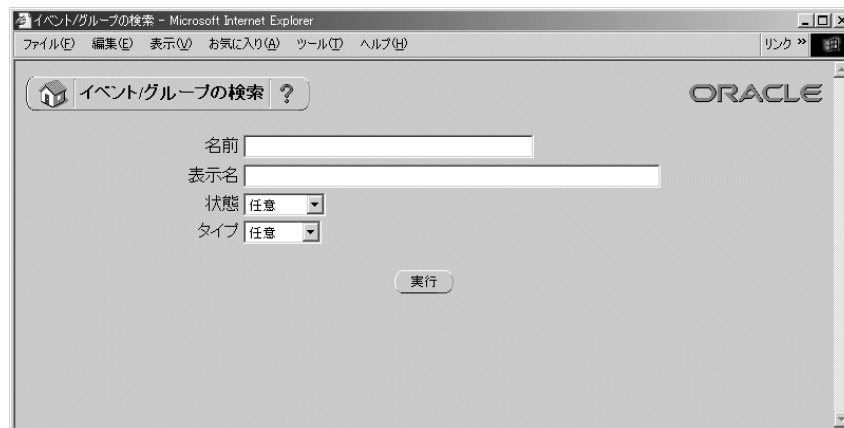 イベント/グループの検索 - Microsoft Internet Explorer
ファイル(F) 編集(E) 表示(V) お気に入り(A) ツール(T) ヘルプ(H) リンク »
イベント/グループの検索 ? ORACLE
名前
表示名
状態 任意
タイプ 任意
実行